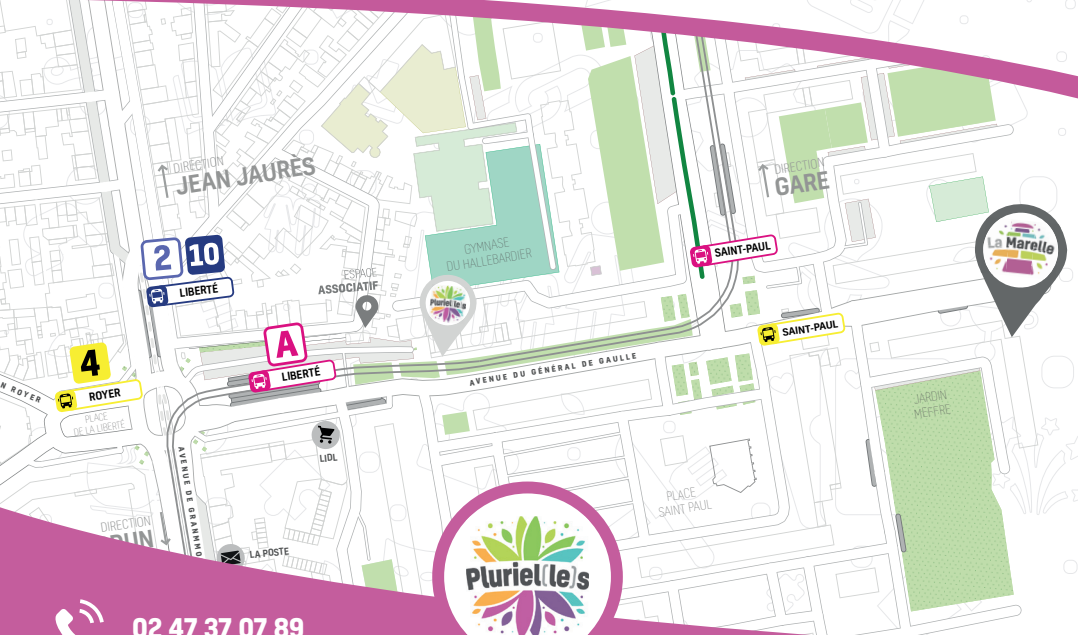 DIRECTION
JEAN JAURÈS
DIRECTION
GARE
La Marelle
GYMNASE
DU HALLEBARDIER
SAINT-PAUL
2
10
LIBERTÉ
ESPACE
ASSOCIATIF
Pluriel(le)s
SAINT-PAUL
A
LIBERTÉ
4
ROYER
N ROYER
PLACE
DE LA LIBERTÉ
AVENUE DU GÉNÉRAL DE GAULLE
JARDIN
MEFFRE
LIDL
AVENUE DE GRANMMO
PLACE
SAINT PAUL
DIRECTION
LA POSTE
Pluriel(le)s
02 47 37 07 89